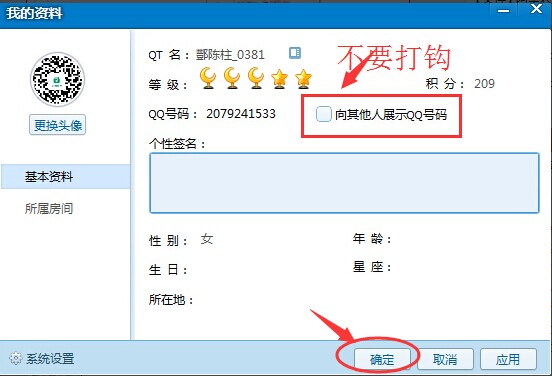 我的资料
QT 名：鄢陈柱_0381
不要打钩
等 级：
积 分：209
更换头像
QQ号码：2079241533
向其他人展示QQ号码
个性签名：
基本资料
所属房间
性 别：女
年 龄：
生 日：
星 座：
所在地：
系统设置
确定
取消
应用